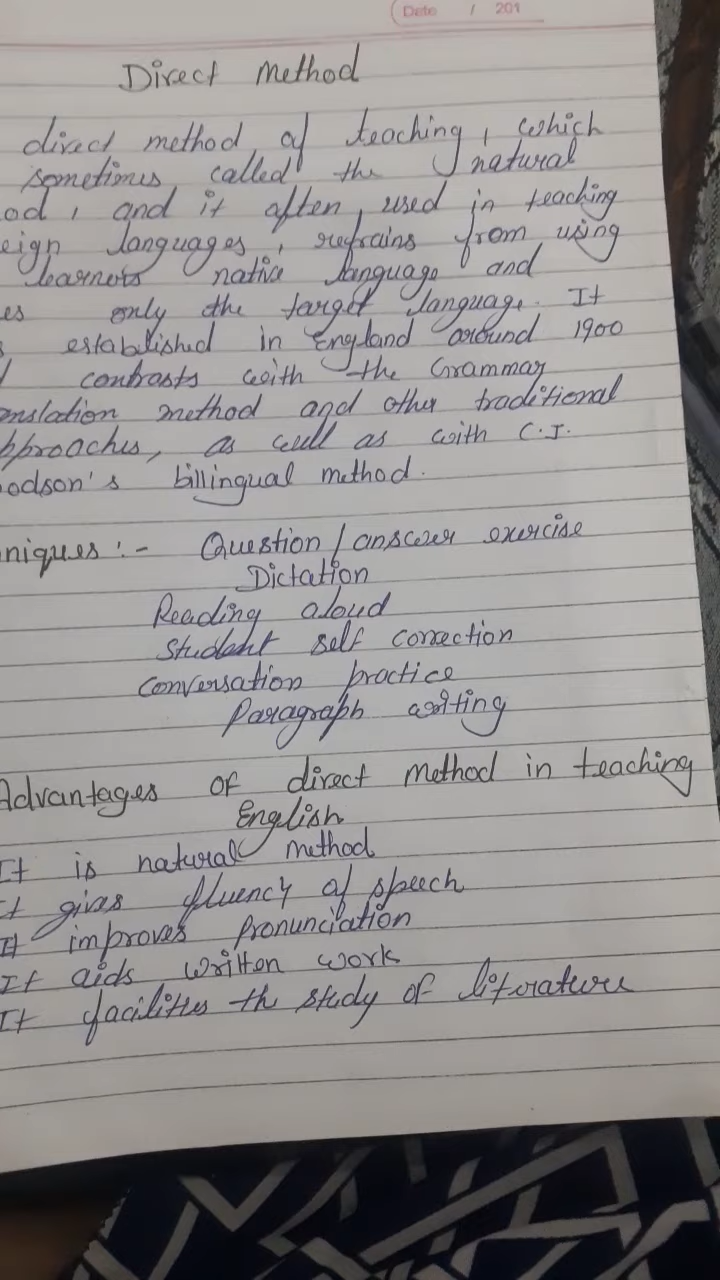 Date / 201
Direct Method
direct method of teaching, which
sometimes called the natural
od, and it often used in teaching
eign languages, refrains from using
learners native language and
es only the target language. It
s established in England around 1900
d contrasts with the Grammar
anslation method and other traditional
pproaches, as well as with C.J.
odson's billingual method.
niques :- Question / answer exercise
Dictation
Reading aloud
Student self correction
Conversation practice
Paragraph writing
Advantages of direct method in teaching
English
It is natural method
It gives fluency of speech
It improves Pronunciation
It aids written work
It facilities th study of literature